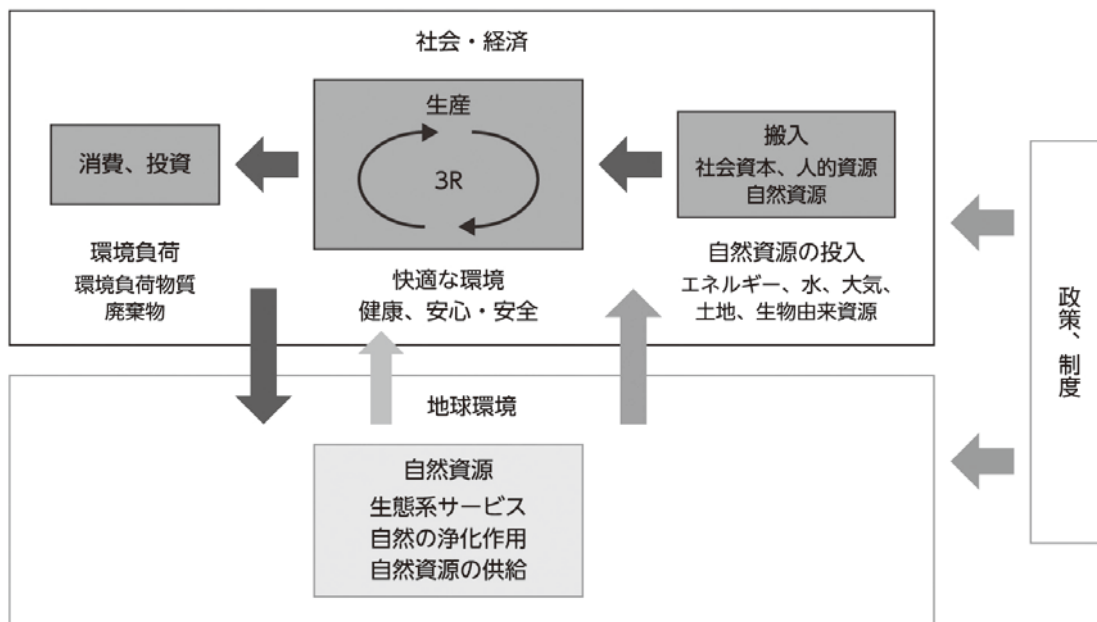 社会・経済
生産
3R
消費、投資
搬入
社会資本、人的資源
自然資源
環境負荷
環境負荷物質
廃棄物
快適な環境
健康、安心・安全
自然資源の投入
エネルギー、水、大気、
土地、生物由来資源
政策、制度
地球環境
自然資源
生態系サービス
自然の浄化作用
自然資源の供給